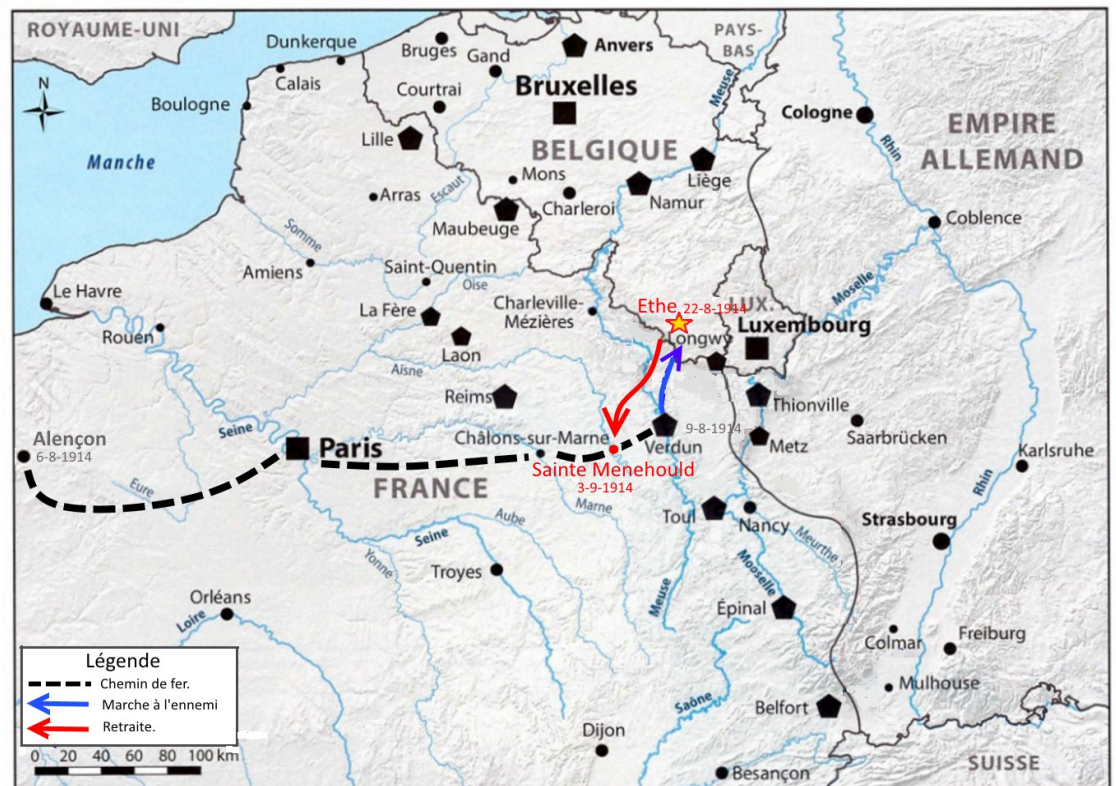 ROYAUME-UNI
Dunkerque
Bruges
Gand
Anvers
PAYS-
BAS
Calais
Courtrai
Bruxelles
Meuse
Boulogne
Cologne
EMPIRE
ALLEMAND
N
Lille
BELGIQUE
Rhin
Manche
Mons
Liège
Arras
Escaut
Charleroi
Namur
Coblence
Maubeuge
Somme
Amiens
Saint-Quentin
Oise
Moselle
Le Havre
Charleville-
Mézières
Ethe 22-8-1914
LUX.
La Fère
Luxembourg
Rouen
Longwy
Laon
Aisne
Reims
Thionville
Seine
Alençon
6-8-1914
Paris
Châlons-sur-Marne
9-8-1914
Verdun
Metz
Saarbrücken
Karlsruhe
Sainte Menehould
3-9-1914
FRANCE
Eure
Marne
Rhin
Aube
Toul
Nancy
Strasbourg
Seine
Meurthe
Yonne
Troyes
Meuse
Mooselle
Orléans
Épinal
Loire
Colmar
Freiburg
Légende
Chemin de fer.
Marche à l'ennemi
Retraite.
Mulhouse
Saône
Belfort
Dijon
0 20 40 60 80 100 km
Besançon
SUISSE